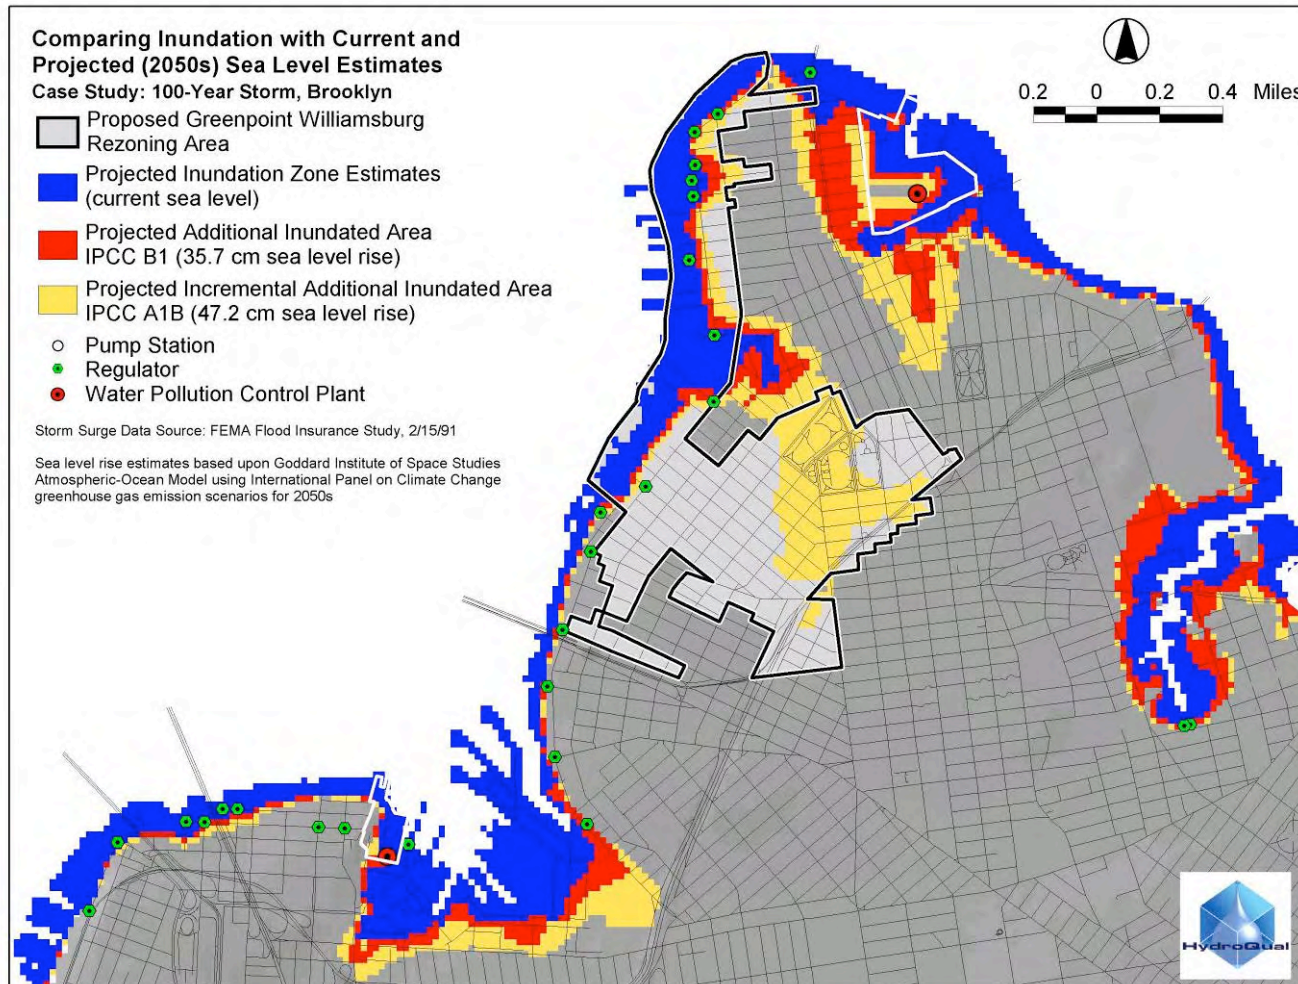 Comparing Inundation with Current and
Projected (2050s) Sea Level Estimates
Case Study: 100-Year Storm, Brooklyn
Proposed Greenpoint Williamsburg
Rezoning Area
Projected Inundation Zone Estimates
(current sea level)
Projected Additional Inundated Area
IPCC B1 (35.7 cm sea level rise)
Projected Incremental Additional Inundated Area
IPCC A1B (47.2 cm sea level rise)
Pump Station
Regulator
Water Pollution Control Plant
Storm Surge Data Source: FEMA Flood Insurance Study, 2/15/91
Sea level rise estimates based upon Goddard Institute of Space Studies
Atmospheric-Ocean Model using International Panel on Climate Change
greenhouse gas emission scenarios for 2050s
0.2 0 0.2 0.4 Miles
HydroQual